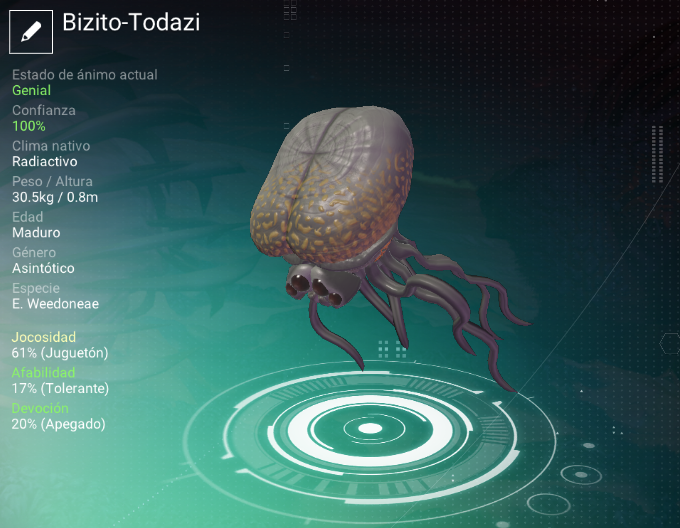 Bizito-Todazi
Estado de ánimo actual
Genial
Confianza
100%
Clima nativo
Radiactivo
Peso / Altura
30.5kg / 0.8m
Edad
Maduro
Género
Asintótico
Especie
E. Weedoneae
Jocosidad
61% (Juguetón)
Afabilidad
17% (Tolerante)
Devoción
20% (Apegado)